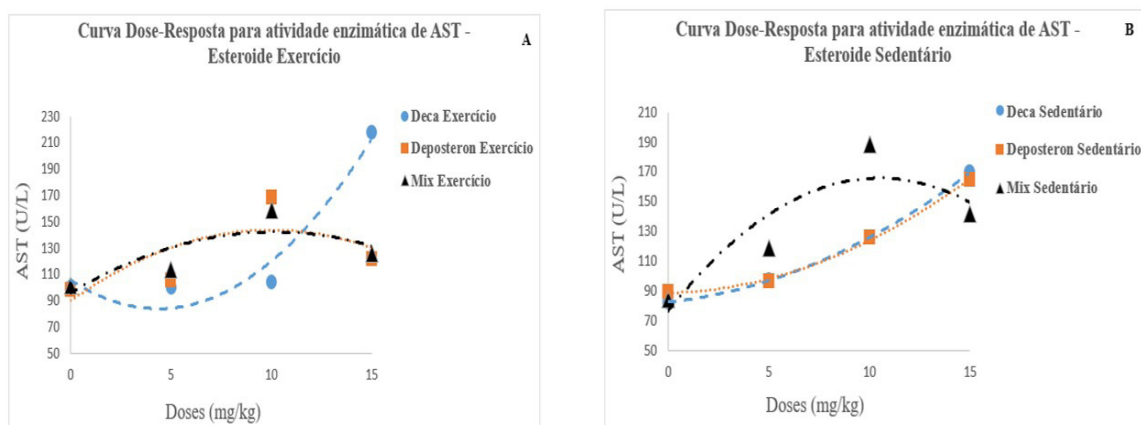 Curva Dose-Resposta para atividade enzimática de AST -
Esteroide Exercício
A
230
210
190
170
150
130
110
90
70
50
AST (U/L)
0
5
10
15
Doses (mg/kg)
Deca Exercício
Deposteron Exercício
Mix Exercício
Curva Dose-Resposta para atividade enzimática de AST -
Esteroide Sedentário
B
210
190
170
150
130
110
90
70
50
AST (U/L)
0
5
10
15
Doses (mg/kg)
Deca Sedentário
Deposteron Sedentário
Mix Sedentário